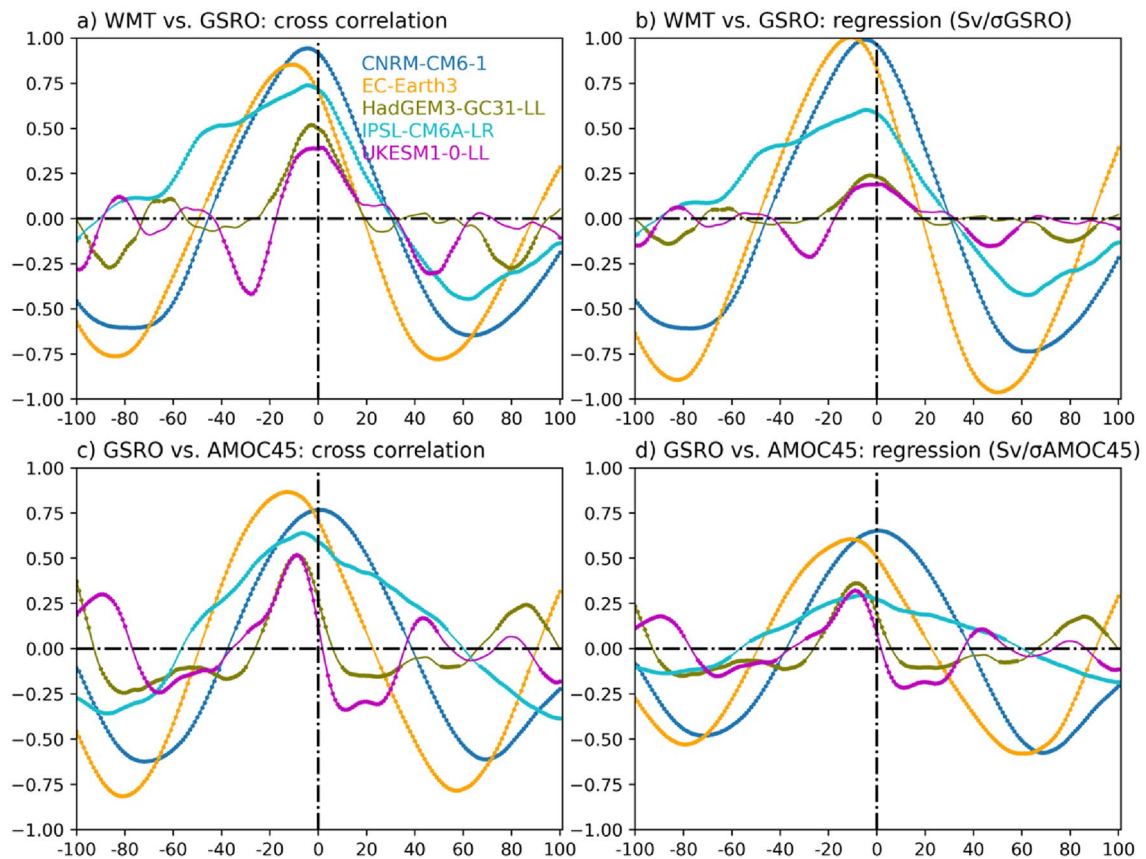 a) WMT vs. GSRO: cross correlation
1.00
0.75
0.50
0.25
0.00
−0.25
−0.50
−0.75
−1.00
-100 -80 -60 -40 -20 0 20 40 60 80 100
CNRM-CM6-1
EC-Earth3
HadGEM3-GC31-LL
IPSL-CM6A-LR
UKESM1-0-LL
b) WMT vs. GSRO: regression (Sv/σGSRO)
1.00
0.75
0.50
0.25
0.00
−0.25
−0.50
−0.75
−1.00
-100 -80 -60 -40 -20 0 20 40 60 80 100
c) GSRO vs. AMOC45: cross correlation
1.00
0.75
0.50
0.25
0.00
−0.25
−0.50
−0.75
−1.00
-100 -80 -60 -40 -20 0 20 40 60 80 100
d) GSRO vs. AMOC45: regression (Sv/σAMOC45)
1.00
0.75
0.50
0.25
0.00
−0.25
−0.50
−0.75
−1.00
-100 -80 -60 -40 -20 0 20 40 60 80 100